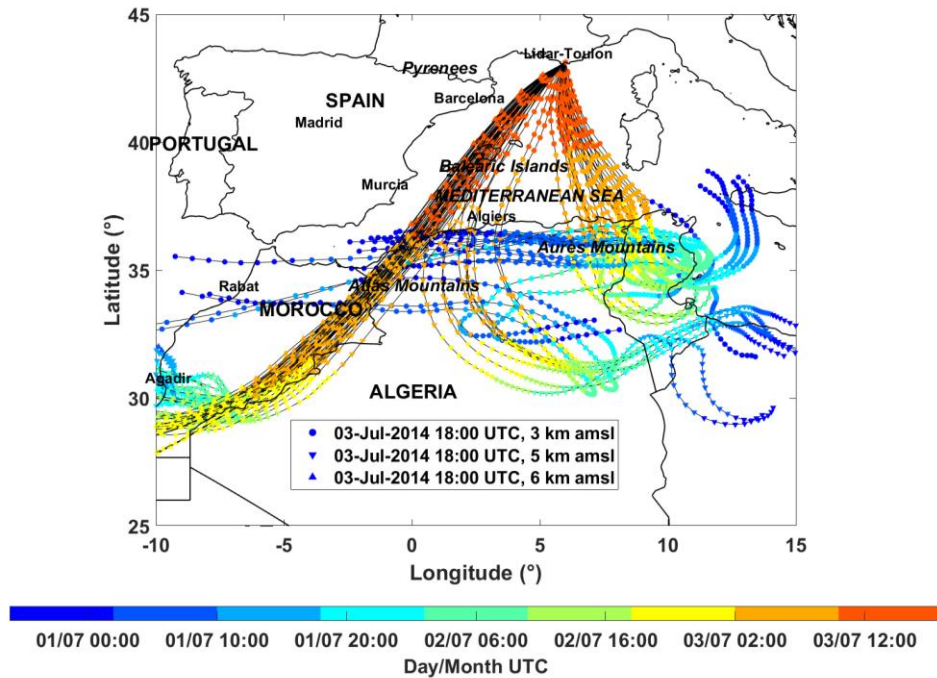 45
40
35
30
25
Latitude (°)
Lidar-Toulon
Pyrenees
SPAIN
Barcelona
Madrid
PORTUGAL
Balearic Islands
Murcia
MEDITERRANEAN SEA
Algiers
Aures Mountains
Rabat
Atlas Mountains
MOROCCO
Agadir
ALGERIA
03-Jul-2014 18:00 UTC, 3 km amsl
03-Jul-2014 18:00 UTC, 5 km amsl
03-Jul-2014 18:00 UTC, 6 km amsl
-10 -5 0 5 10 15
Longitude (°)
01/07 00:00 01/07 10:00 01/07 20:00 02/07 06:00 02/07 16:00 03/07 02:00 03/07 12:00
Day/Month UTC